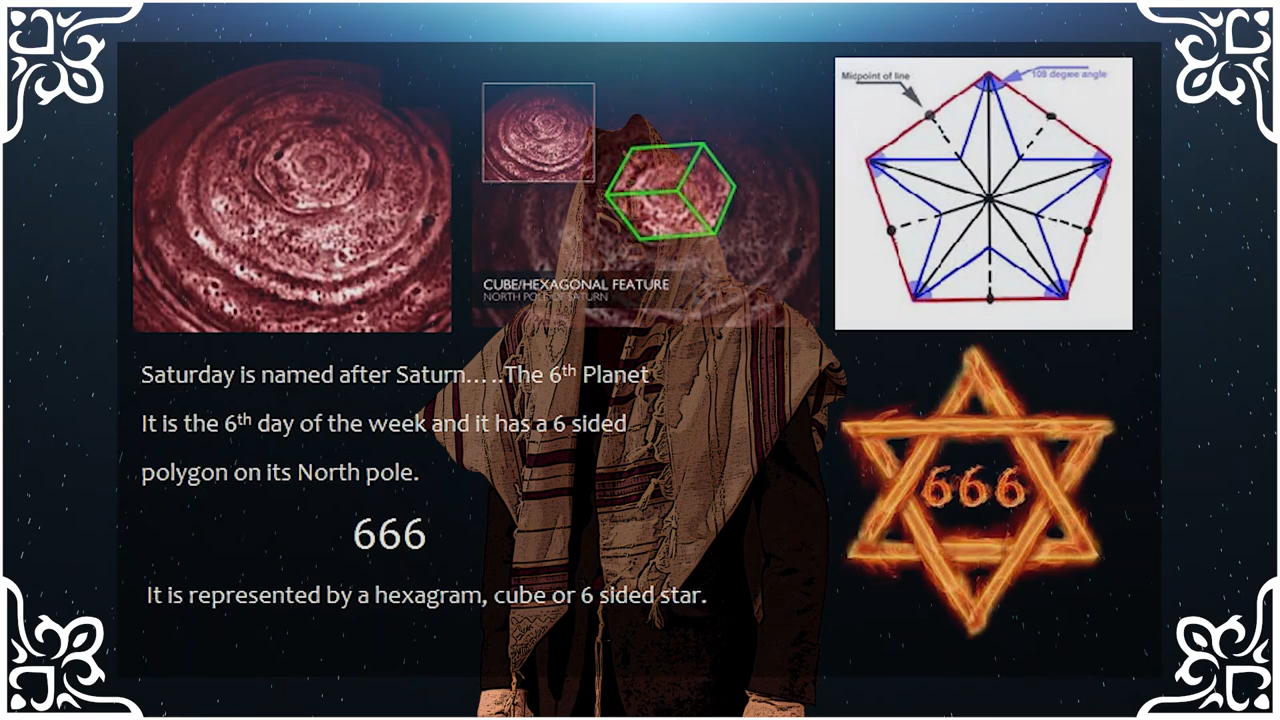 Midpoint of line
108 degree angle
CUBE/HEXAGONAL FEATURE
NORTH POLE OF SATURN
Saturday is named after Saturn.....The 6th Planet
It is the 6th day of the week and it has a 6 sided
polygon on its North pole.
666
666
It is represented by a hexagram, cube or 6 sided star.